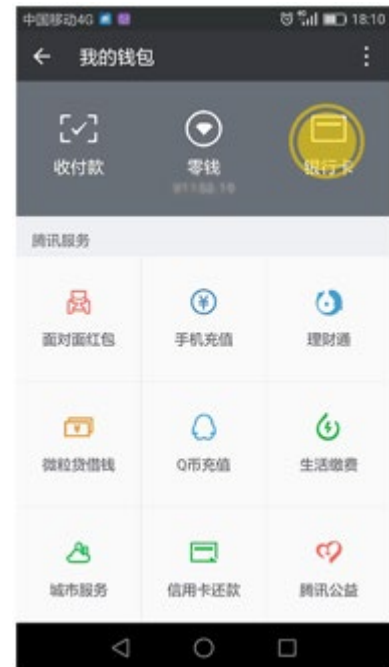 中国移动4G 18:10
我的钱包
收付款 零钱 银行卡
腾讯服务
面对面红包 手机充值 理财通
微粒贷借钱 Q币充值 生活缴费
城市服务 信用卡还款 腾讯公益